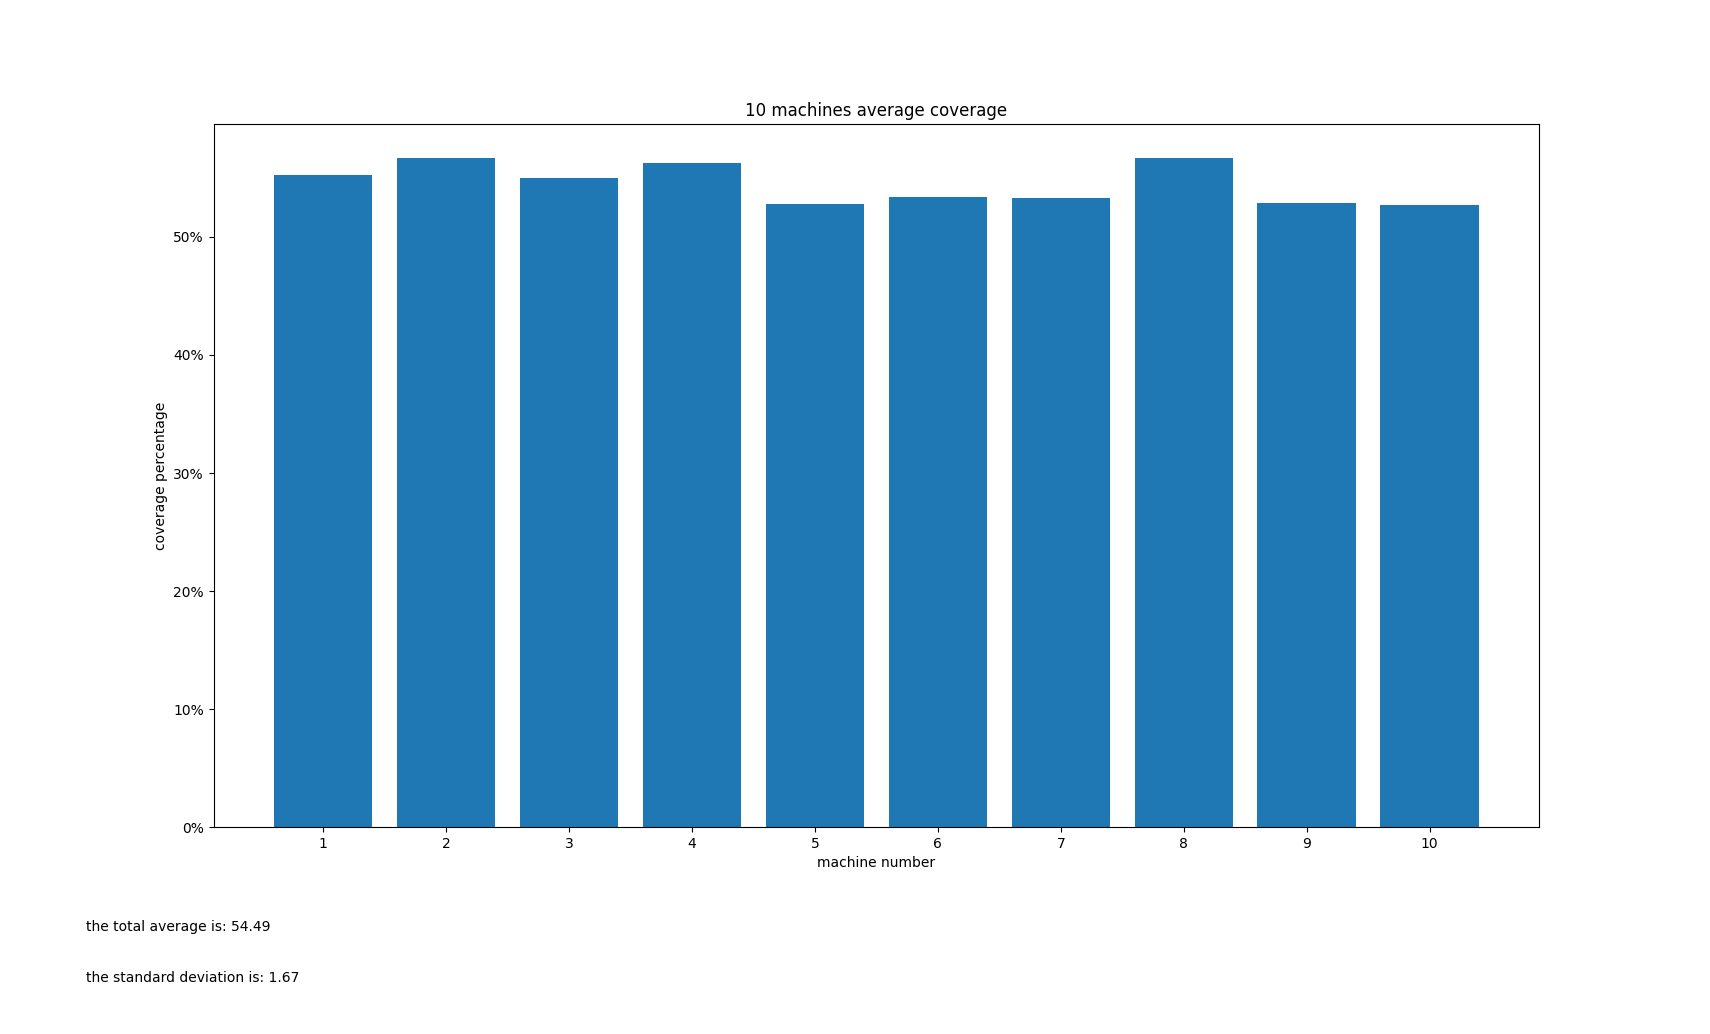 10 machines average coverage
50%
40%
30%
20%
10%
0%
coverage percentage
1 2 3 4 5 6 7 8 9 10
machine number
the total average is: 54.49
the standard deviation is: 1.67